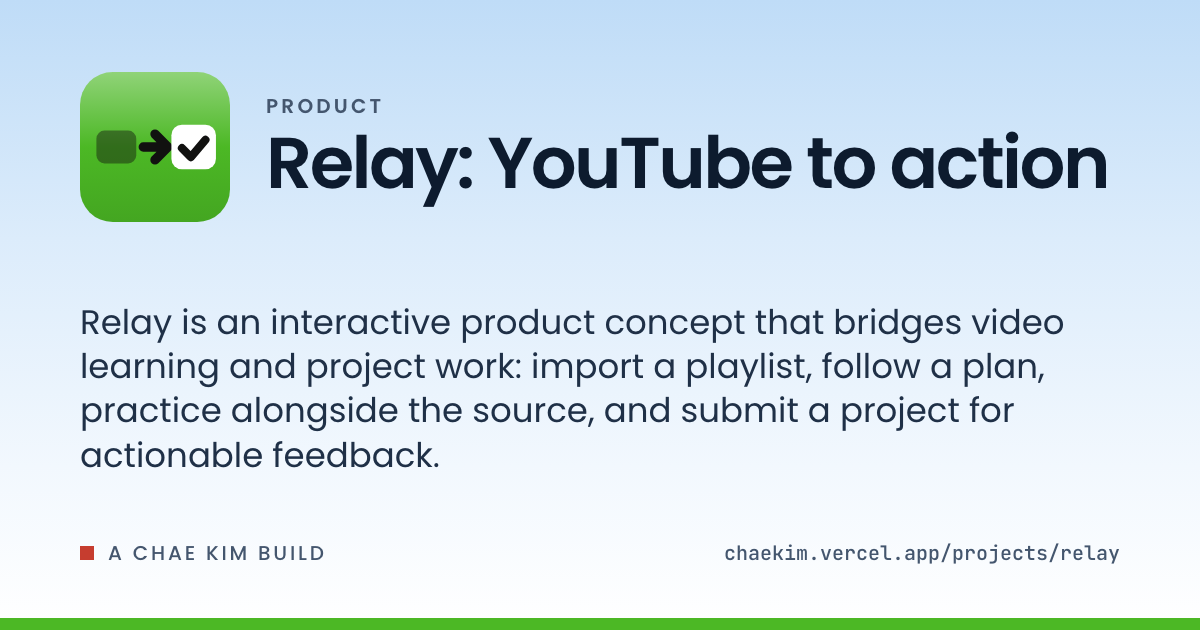 PRODUCT
Relay: YouTube to action
Relay is an interactive product concept that bridges video
learning and project work: import a playlist, follow a plan,
practice alongside the source, and submit a project for
actionable feedback.
A CHAE KIM BUILD
chaekim.vercel.app/projects/relay